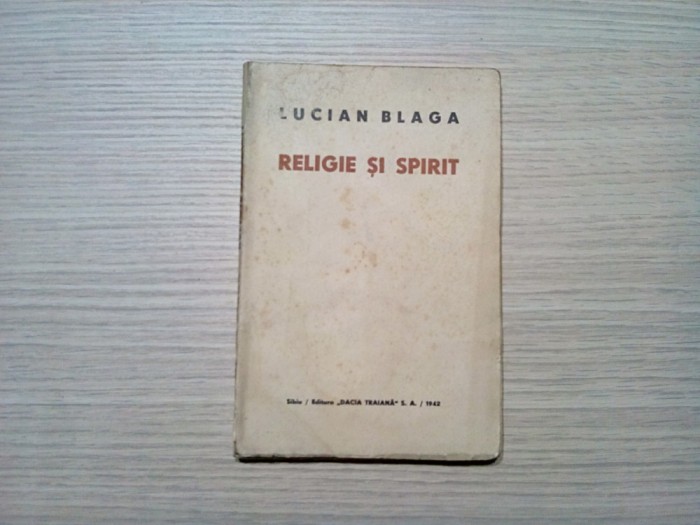 LUCIAN BLAGA
RELIGIE ȘI SPIRIT
Sibiu / Editura „DACIA TRAIANĂ" S. A. / 1942